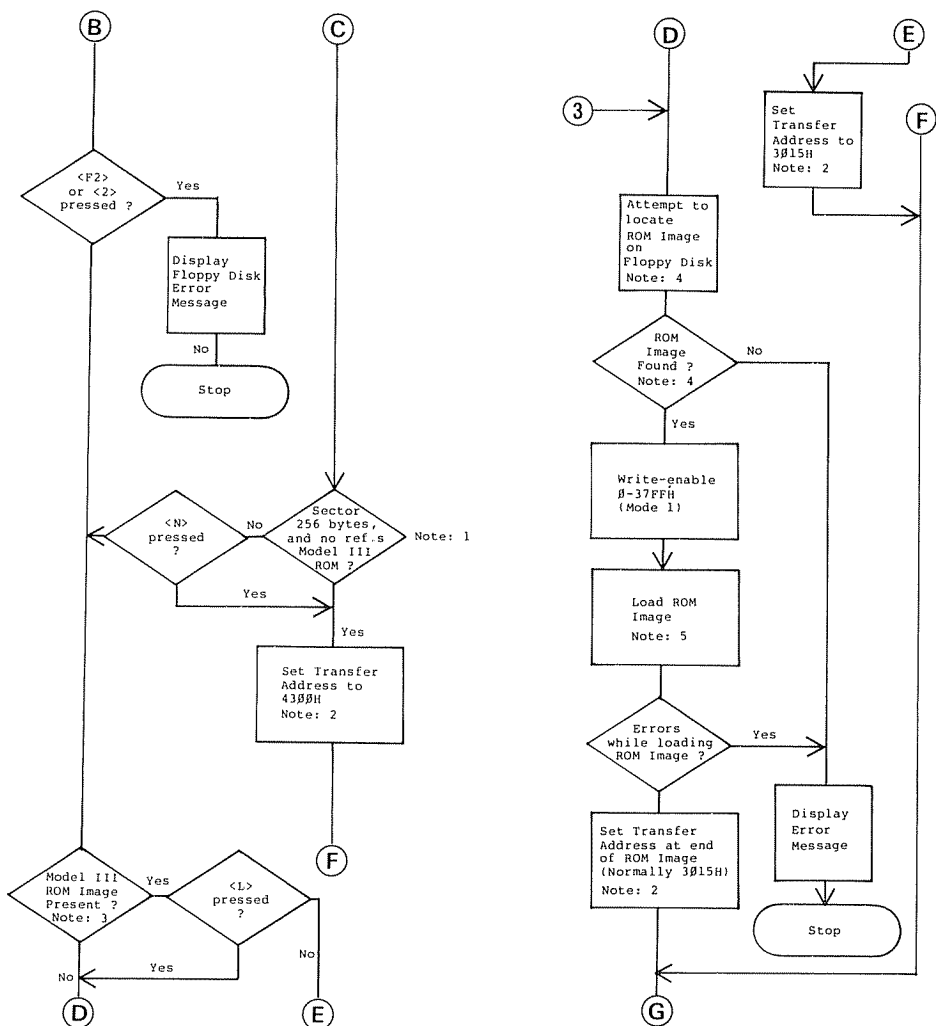 B
<F2>
or <2>
pressed ?
Yes
Display
Floppy Disk
Error
Message
No
Stop
C
Sector
256 bytes,
and no ref.s
Model III
ROM ?
Note: 1
No
<N>
pressed
?
Yes
Yes
Set Transfer
Address to
43ØØH
Note: 2
F
Model III
ROM Image
Present ?
Note: 3
Yes
<L>
pressed
?
No
Yes
No
D
E
D
3
Attempt to
locate
ROM Image
on
Floppy Disk
Note: 4
ROM
Image
Found ?
Note: 4
No
Yes
Write-enable
Ø-37FFH
(Mode 1)
Load ROM
Image
Note: 5
Errors
while loading
ROM Image ?
Yes
Set Transfer
Address at end
of ROM Image
(Normally 3Ø15H)
Note: 2
Display
Error
Message
Stop
G
E
Set
Transfer
Address to
3Ø15H
Note: 2
F